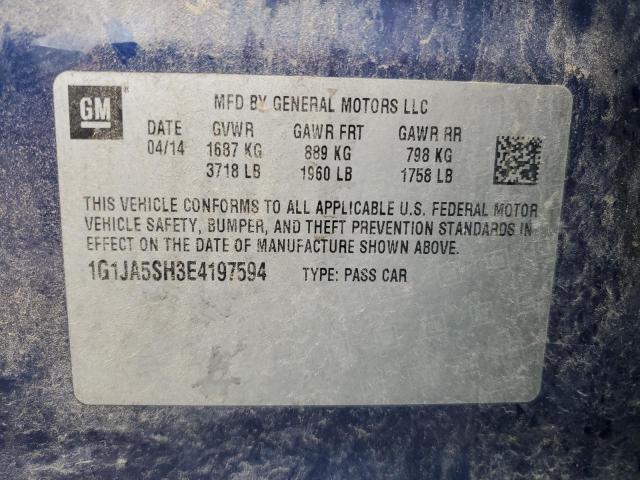 GM
MFD BY GENERAL MOTORS LLC
DATE GVWR GAWR FRT GAWR RR
04/14 1687 KG 889 KG 798 KG
3718 LB 1960 LB 1758 LB
THIS VEHICLE CONFORMS TO ALL APPLICABLE U.S. FEDERAL MOTOR
VEHICLE SAFETY, BUMPER, AND THEFT PREVENTION STANDARDS IN
EFFECT ON THE DATE OF MANUFACTURE SHOWN ABOVE.
1G1JA5SH3E4197594 TYPE: PASS CAR